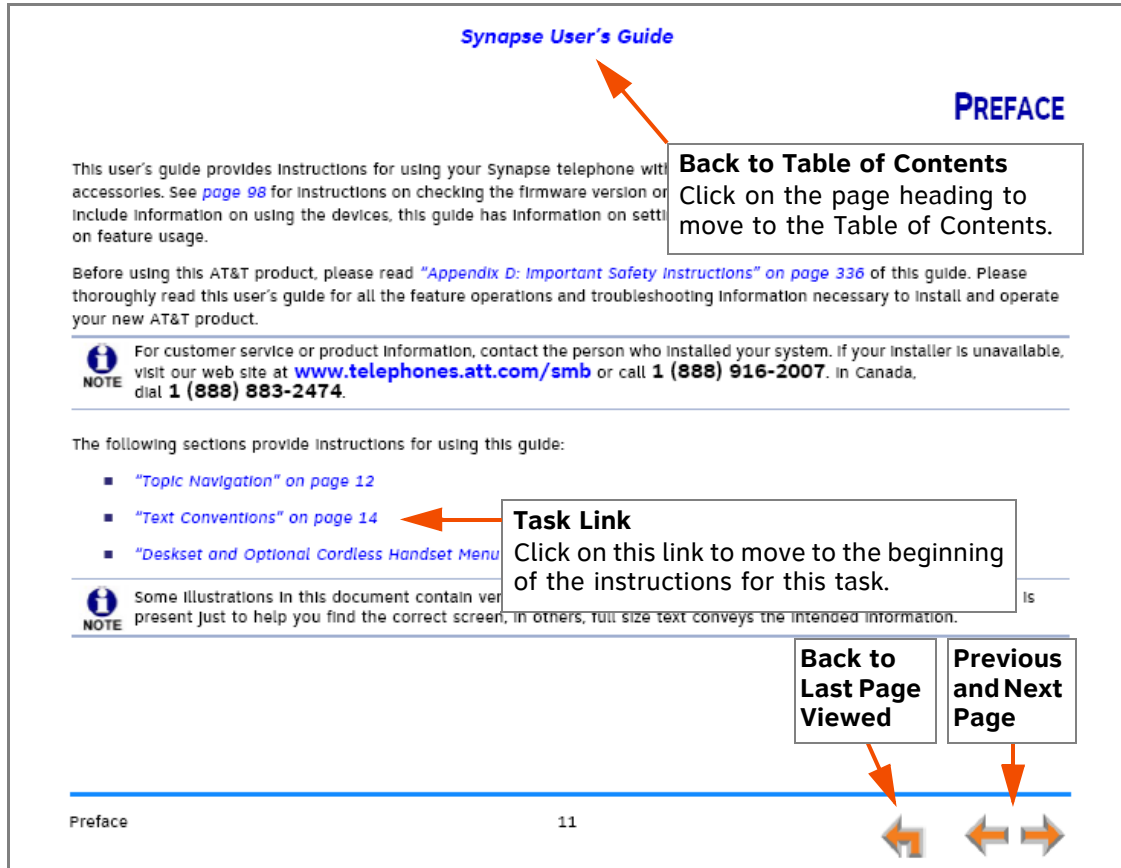 Synapse User's Guide
PREFACE
This user's guide provides instructions for using your Synapse telephone with
accessories. See page 98 for instructions on checking the firmware version or
include information on using the devices, this guide has information on setti
on feature usage.
Back to Table of Contents
Click on the page heading to
move to the Table of Contents.
Before using this AT&T product, please read "Appendix D: Important Safety Instructions" on page 336 of this guide. Please
thoroughly read this user's guide for all the feature operations and troubleshooting information necessary to install and operate
your new AT&T product.
NOTE
For customer service or product information, contact the person who installed your system. If your installer is unavailable,
visit our web site at www.telephones.att.com/smb or call 1 (888) 916-2007. In Canada,
dial 1 (888) 883-2474.
The following sections provide instructions for using this guide:
"Topic Navigation" on page 12
"Text Conventions" on page 14
"Deskset and Optional Cordless Handset Menu
Task Link
Click on this link to move to the beginning
of the instructions for this task.
NOTE
Some illustrations in this document contain ver is
present just to help you find the correct screen, in others, full size text conveys the intended information.
Back to
Last Page
Viewed
Previous
and Next
Page
Preface 11